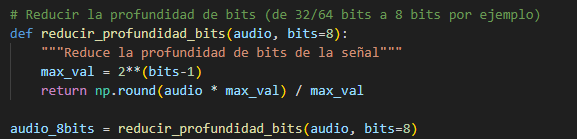 # Reducir la profundidad de bits (de 32/64 bits a 8 bits por ejemplo)
def reducir_profundidad_bits(audio, bits=8):
    """Reduce la profundidad de bits de la señal"""
    max_val = 2**(bits-1)
    return np.round(audio * max_val) / max_val

audio_8bits = reducir_profundidad_bits(audio, bits=8)